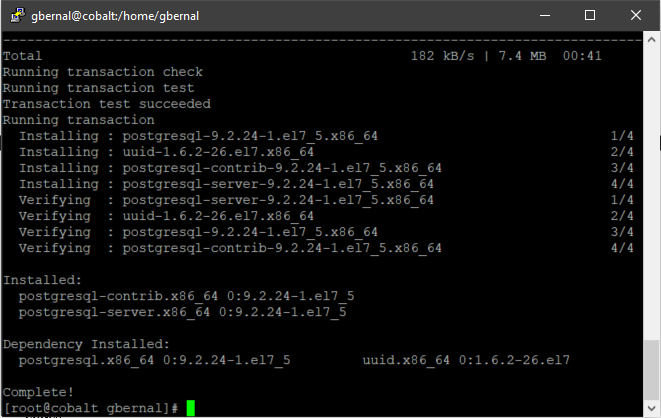 gbernal@cobalt:/home/gbernal
--------------------------------------------------------------------------------
Total 182 kB/s | 7.4 MB 00:41
Running transaction check
Running transaction test
Transaction test succeeded
Running transaction
Installing : postgresql-9.2.24-1.el7_5.x86_64 1/4
Installing : uuid-1.6.2-26.el7.x86_64 2/4
Installing : postgresql-contrib-9.2.24-1.el7_5.x86_64 3/4
Installing : postgresql-server-9.2.24-1.el7_5.x86_64 4/4
Verifying : postgresql-server-9.2.24-1.el7_5.x86_64 1/4
Verifying : uuid-1.6.2-26.el7.x86_64 2/4
Verifying : postgresql-9.2.24-1.el7_5.x86_64 3/4
Verifying : postgresql-contrib-9.2.24-1.el7_5.x86_64 4/4
Installed:
postgresql-contrib.x86_64 0:9.2.24-1.el7_5
postgresql-server.x86_64 0:9.2.24-1.el7_5
Dependency Installed:
postgresql.x86_64 0:9.2.24-1.el7_5 uuid.x86_64 0:1.6.2-26.el7
Complete!
[root@cobalt gbernal]#